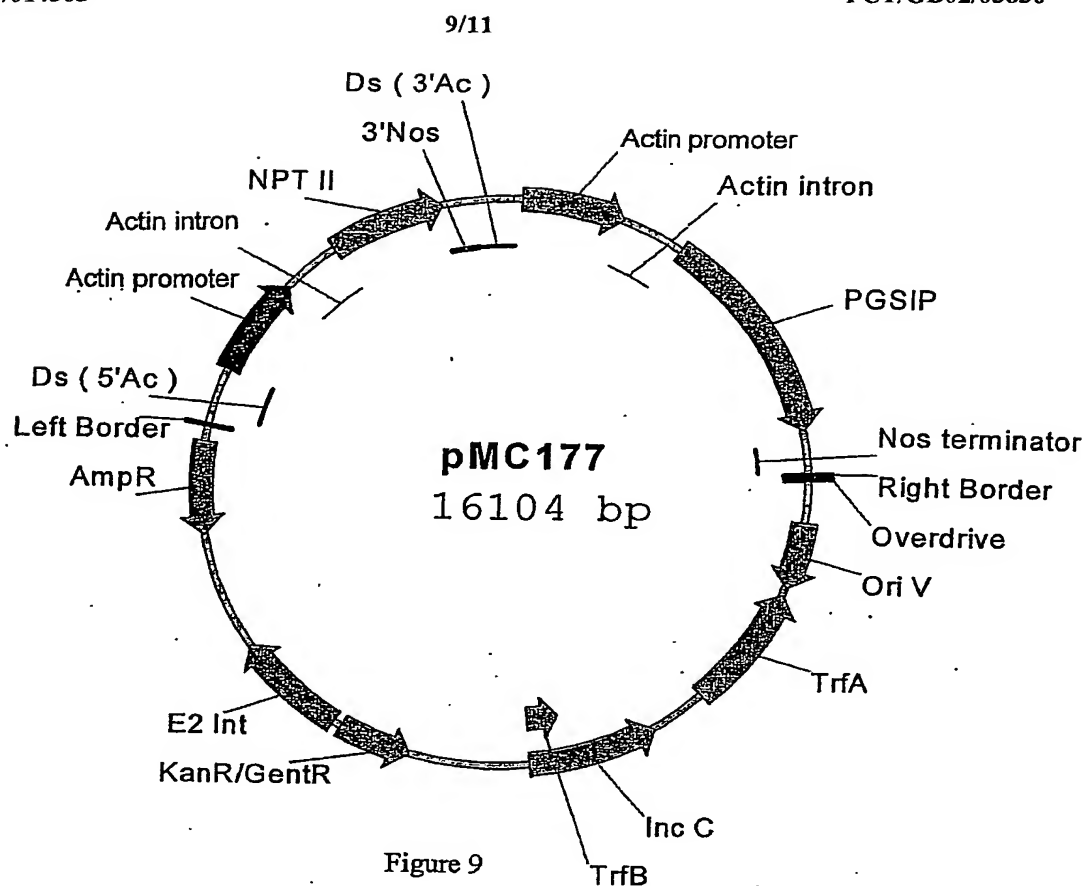 9/11
Ds ( 3'Ac )
3'Nos
Actin promoter
NPT II
Actin intron
Actin intron
Actin promoter
PGSIP
Ds ( 5'Ac )
Left Border
AmpR
pMC177
16104 bp
Nos terminator
Right Border
Overdrive
Ori V
TrfA
E2 Int
KanR/GentR
Inc C
TrfB
Figure 9